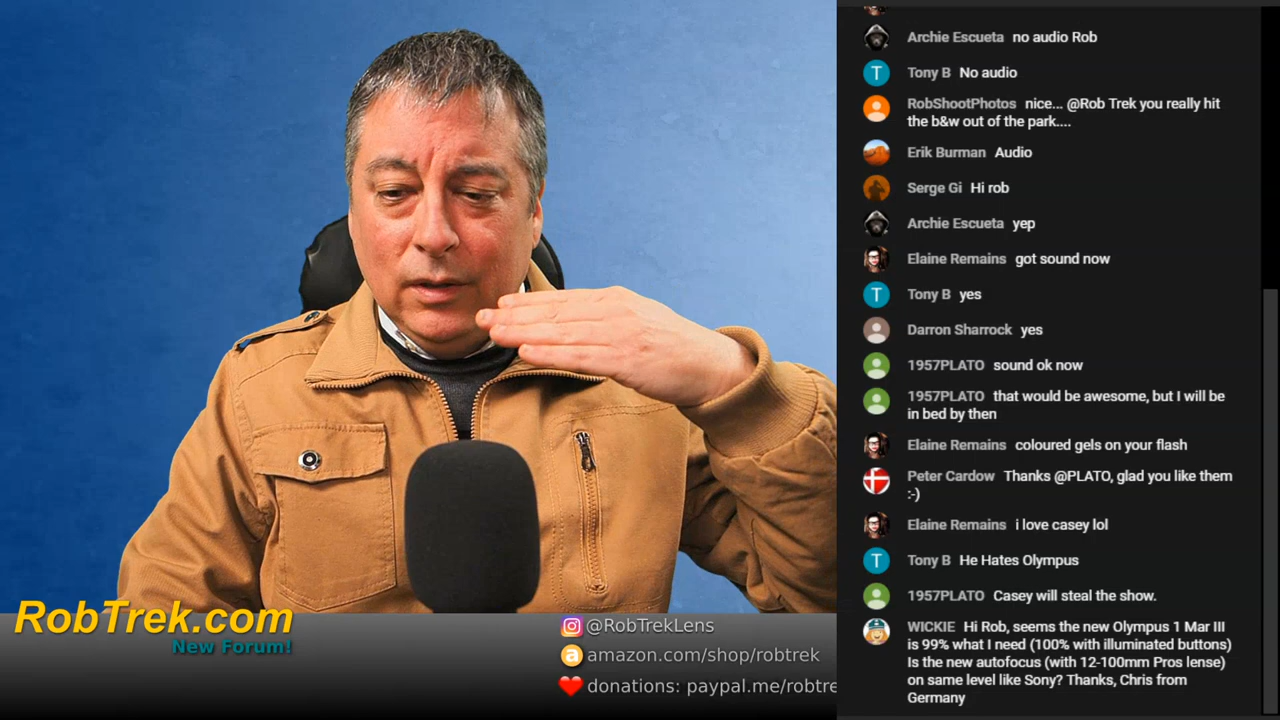 Archie Escueta no audio Rob
T Tony B No audio
RobShootPhotos nice... @Rob Trek you really hit
the b&w out of the park....
Erik Burman Audio
Serge Gi Hi rob
Archie Escueta yep
Elaine Remains got sound now
T Tony B yes
Darron Sharrock yes
1957PLATO sound ok now
1957PLATO that would be awesome, but I will be
in bed by then
Elaine Remains coloured gels on your flash
Peter Cardow Thanks @PLATO, glad you like them
:-)
Elaine Remains i love casey lol
T Tony B He Hates Olympus
1957PLATO Casey will steal the show.
WICKIE Hi Rob, seems the new Olympus 1 Mar III
is 99% what I need (100% with illuminated buttons)
Is the new autofocus (with 12-100mm Pros lense)
on same level like Sony? Thanks, Chris from
Germany
RobTrek.com
New Forum!
@RobTrekLens
a amazon.com/shop/robtrek
donations: paypal.me/robtre